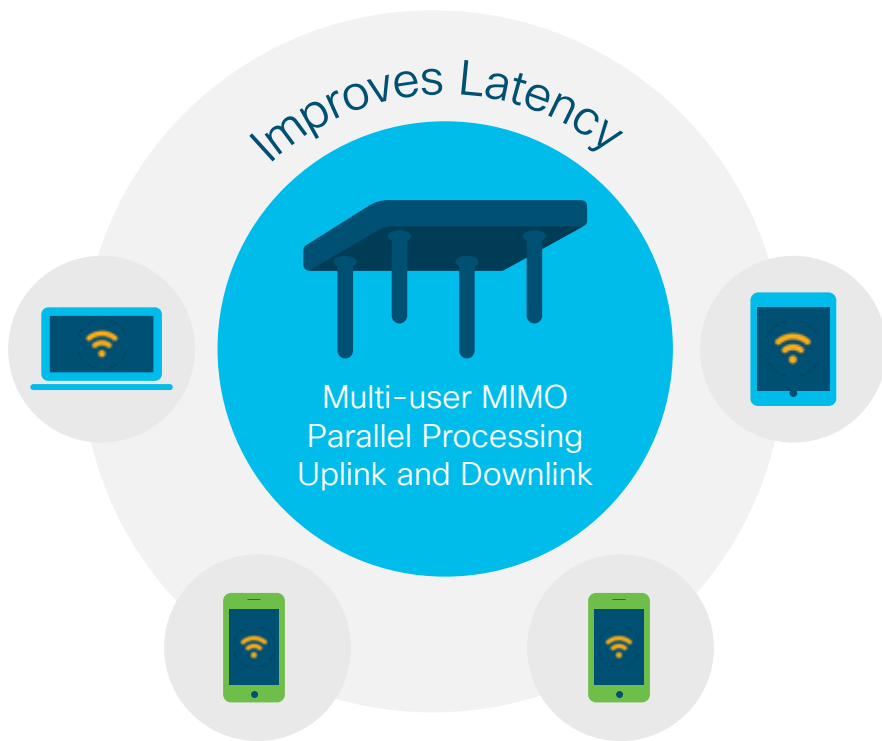 Improves Latency
Multi-user MIMO
Parallel Processing
Uplink and Downlink